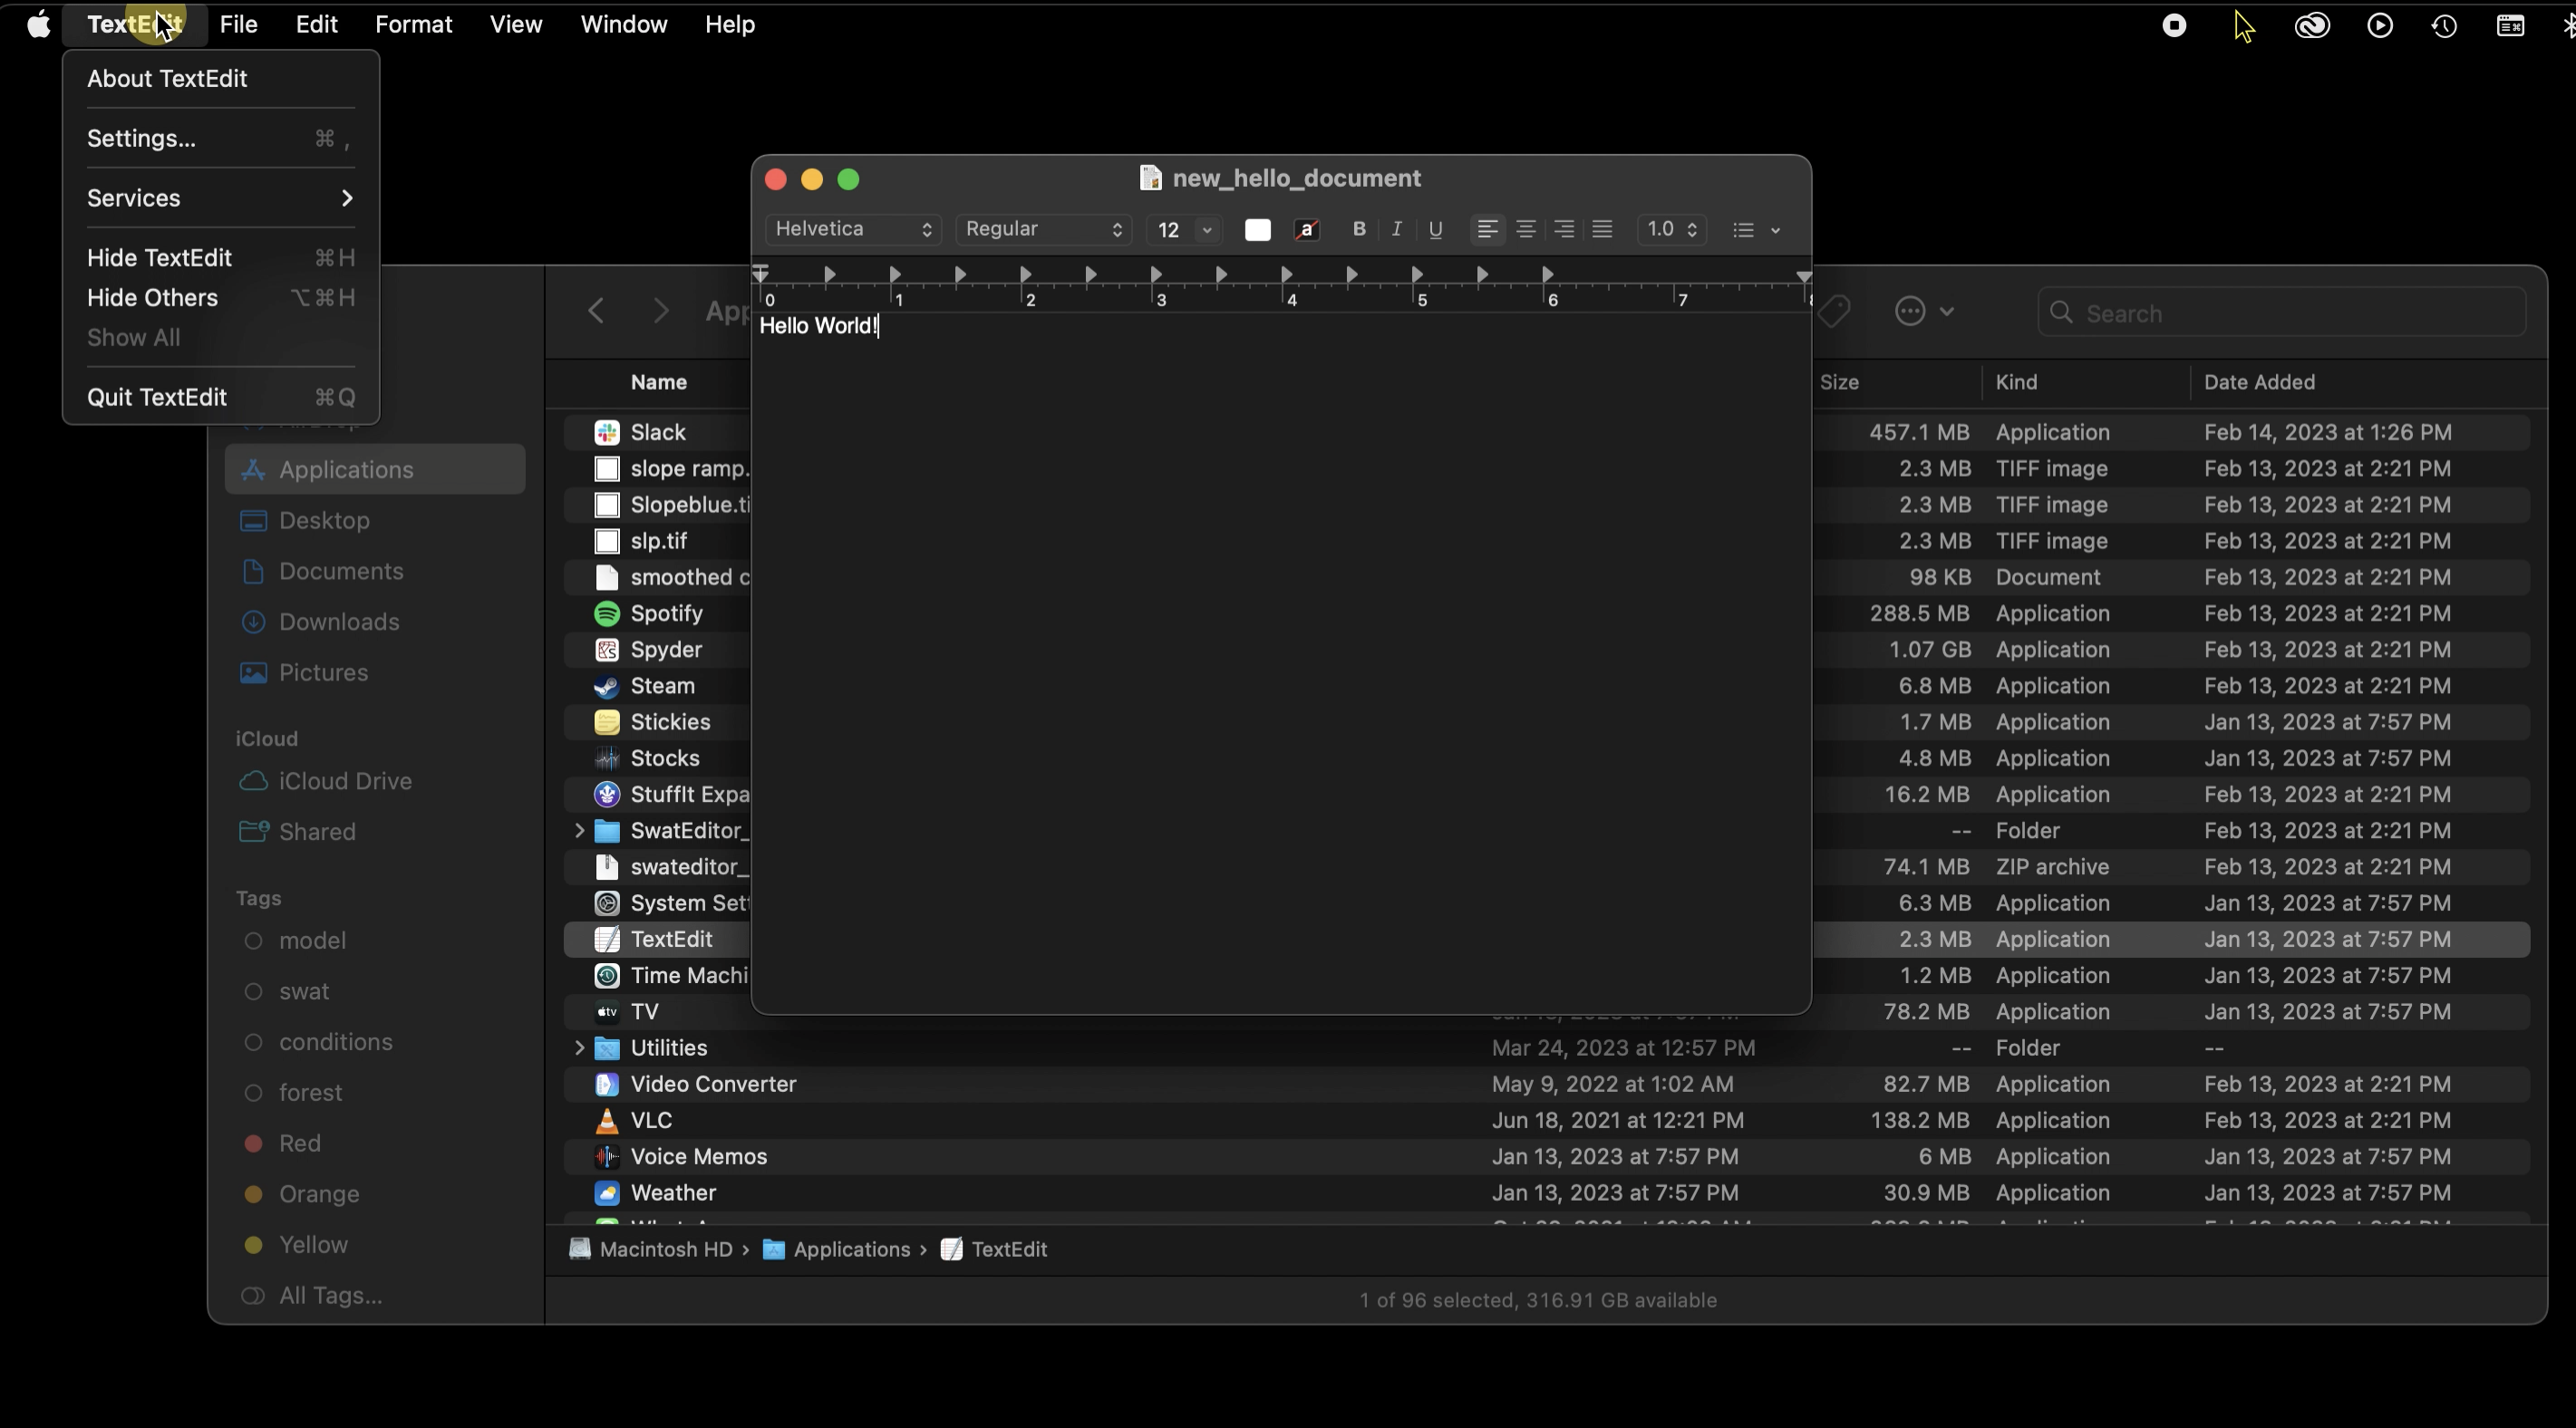 TextEdit File Edit Format View Window Help
About TextEdit
Settings... ⌘ ,
Services
Hide TextEdit ⌘H
Hide Others ⌥⌘H
Show All
Quit TextEdit ⌘Q
new_hello_document
Helvetica Regular 12 a B I U 1.0
0 1 2 3 4 5 6 7
Hello World!
Search
Applications
Desktop
Documents
Downloads
Pictures
iCloud
iCloud Drive
Shared
Tags
model
swat
conditions
forest
Red
Orange
Yellow
All Tags...
Name Size Kind Date Added
Slack 457.1 MB Application Feb 14, 2023 at 1:26 PM
slope ramp. 2.3 MB TIFF image Feb 13, 2023 at 2:21 PM
Slopeblue.ti 2.3 MB TIFF image Feb 13, 2023 at 2:21 PM
slp.tif 2.3 MB TIFF image Feb 13, 2023 at 2:21 PM
smoothed c 98 KB Document Feb 13, 2023 at 2:21 PM
Spotify 288.5 MB Application Feb 13, 2023 at 2:21 PM
Spyder 1.07 GB Application Feb 13, 2023 at 2:21 PM
Steam 6.8 MB Application Feb 13, 2023 at 2:21 PM
Stickies 1.7 MB Application Jan 13, 2023 at 7:57 PM
Stocks 4.8 MB Application Jan 13, 2023 at 7:57 PM
StuffIt Expa 16.2 MB Application Feb 13, 2023 at 2:21 PM
SwatEditor_ -- Folder Feb 13, 2023 at 2:21 PM
swateditor_ 74.1 MB ZIP archive Feb 13, 2023 at 2:21 PM
System Sett 6.3 MB Application Jan 13, 2023 at 7:57 PM
TextEdit 2.3 MB Application Jan 13, 2023 at 7:57 PM
Time Machi 1.2 MB Application Jan 13, 2023 at 7:57 PM
TV 78.2 MB Application Jan 13, 2023 at 7:57 PM
Utilities Mar 24, 2023 at 12:57 PM -- Folder --
Video Converter May 9, 2022 at 1:02 AM 82.7 MB Application Feb 13, 2023 at 2:21 PM
VLC Jun 18, 2021 at 12:21 PM 138.2 MB Application Feb 13, 2023 at 2:21 PM
Voice Memos Jan 13, 2023 at 7:57 PM 6 MB Application Jan 13, 2023 at 7:57 PM
Weather Jan 13, 2023 at 7:57 PM 30.9 MB Application Jan 13, 2023 at 7:57 PM
Macintosh HD › Applications › TextEdit
1 of 96 selected, 316.91 GB available